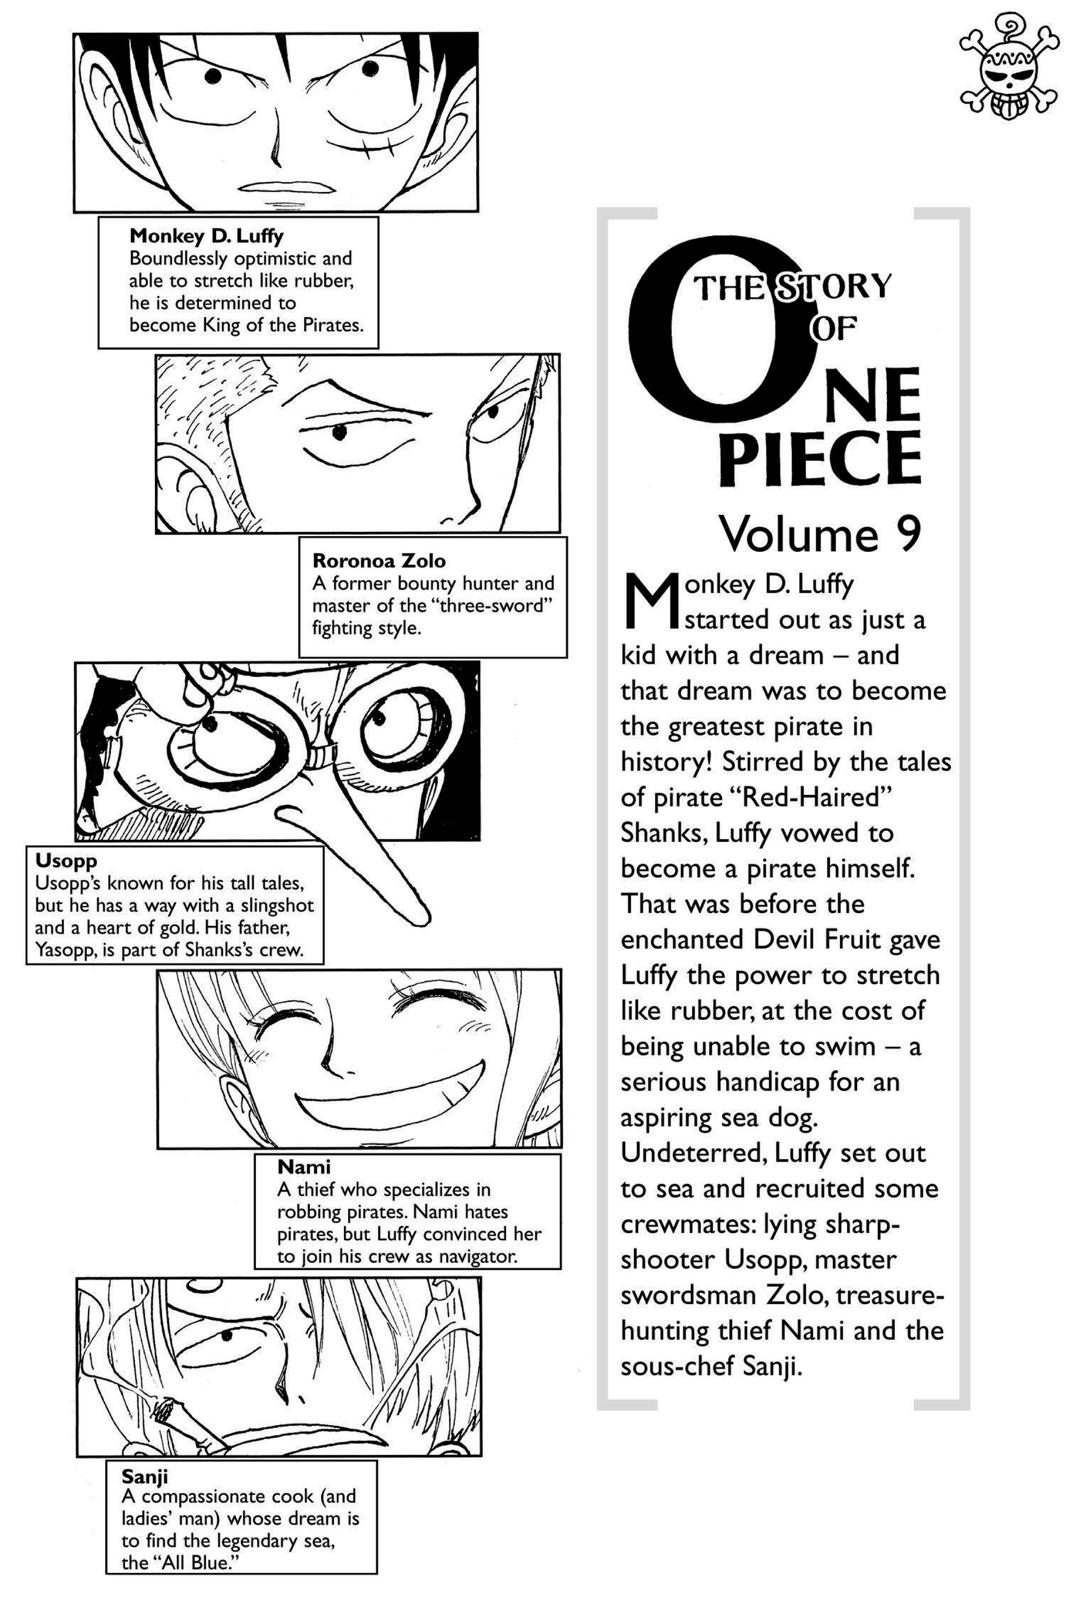 Monkey D. Luffy
Boundlessly optimistic and
able to stretch like rubber,
he is determined to
become King of the Pirates.
Roronoa Zolo
A former bounty hunter and
master of the “three-sword”
fighting style.
Usopp
Usopp’s known for his tall tales,
but he has a way with a slingshot
and a heart of gold. His father,
Yasopp, is part of Shanks’s crew.
Nami
A thief who specializes in
robbing pirates. Nami hates
pirates, but Luffy convinced her
to join his crew as navigator.
Sanji
A compassionate cook (and
ladies’ man) whose dream is
to find the legendary sea,
the “All Blue.”
THE STORY
OF
ONE
PIECE
Volume 9
Monkey D. Luffy
started out as just a
kid with a dream – and
that dream was to become
the greatest pirate in
history! Stirred by the tales
of pirate “Red-Haired”
Shanks, Luffy vowed to
become a pirate himself.
That was before the
enchanted Devil Fruit gave
Luffy the power to stretch
like rubber, at the cost of
being unable to swim – a
serious handicap for an
aspiring sea dog.
Undeterred, Luffy set out
to sea and recruited some
crewmates: lying sharp-
shooter Usopp, master
swordsman Zolo, treasure-
hunting thief Nami and the
sous-chef Sanji.